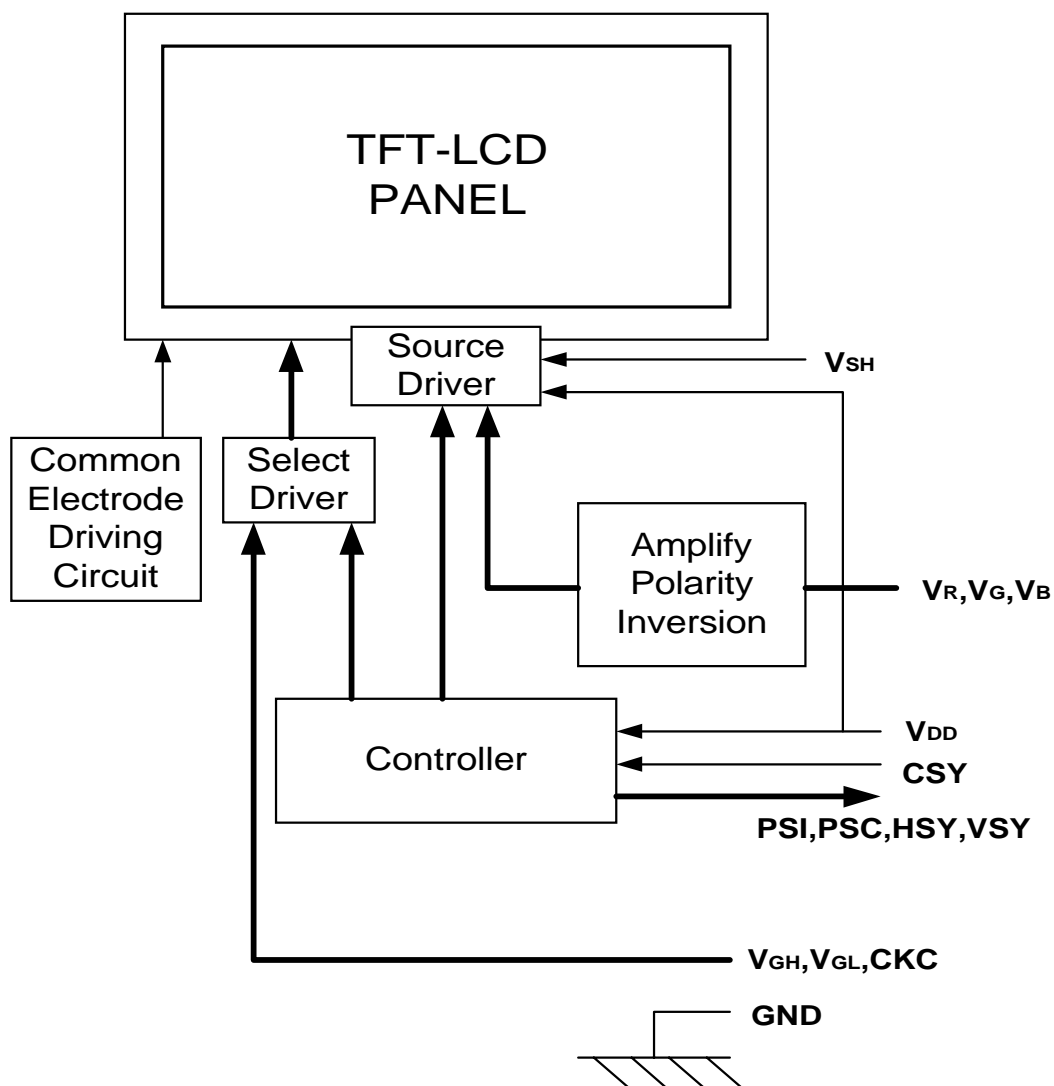 TFT-LCD
PANEL
Source
Driver
VSH
Common
Electrode
Driving
Circuit
Select
Driver
Amplify
Polarity
Inversion
VR,VG,VB
Controller
VDD
CSY
PSI,PSC,HSY,VSY
VGH,VGL,CKC
GND